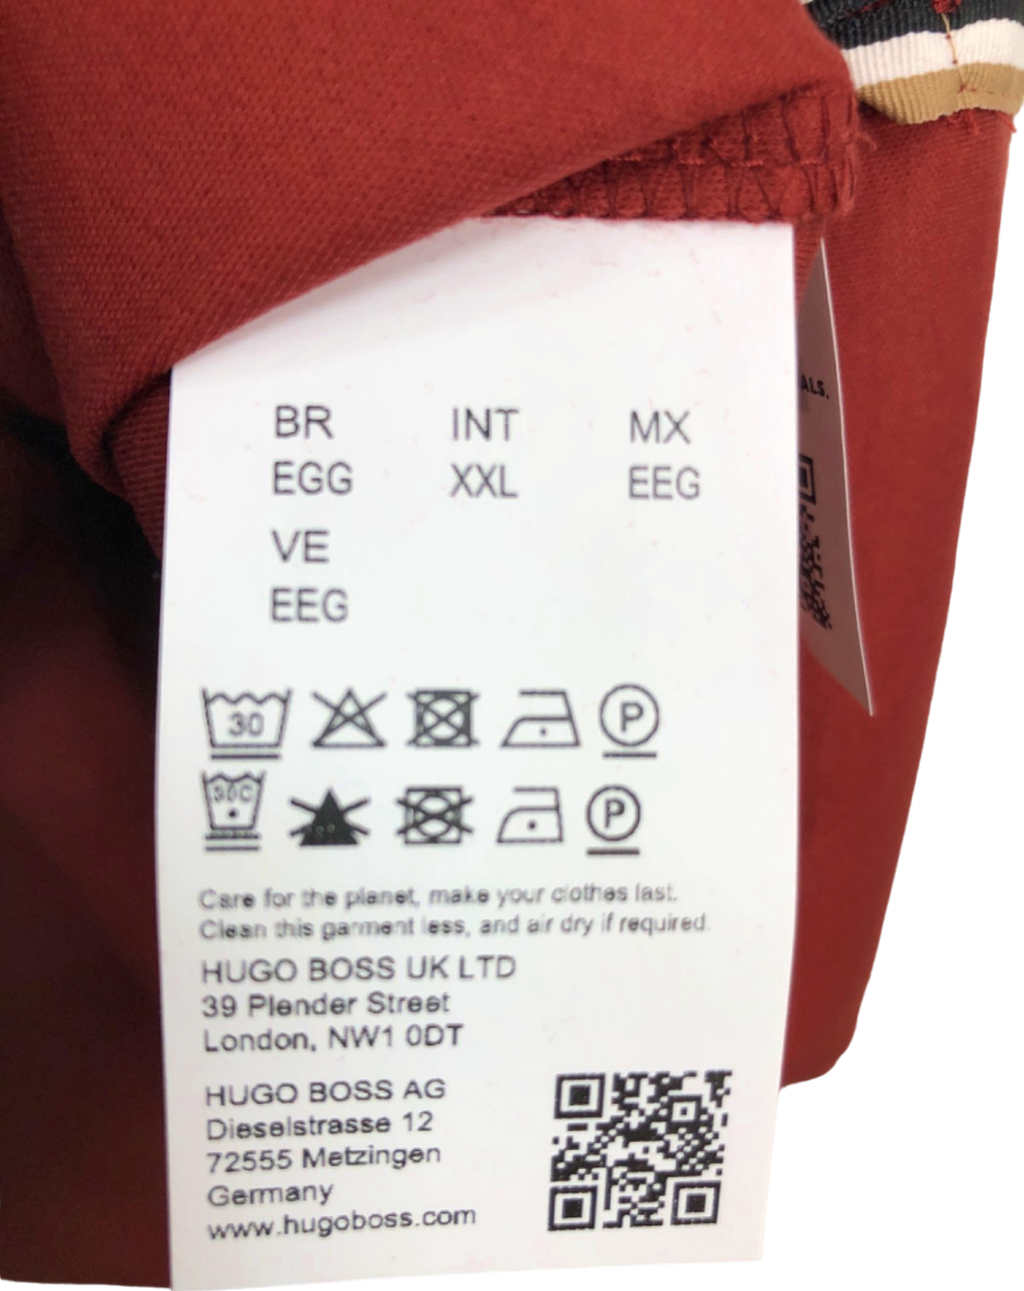 BR INT MX
EGG XXL EEG
VE
EEG
30 P
30C P
Care for the planet, make your clothes last.
Clean this garment less, and air dry if required.
HUGO BOSS UK LTD
39 Plender Street
London, NW1 0DT
HUGO BOSS AG
Dieselstrasse 12
72555 Metzingen
Germany
www.hugoboss.com
ALS.